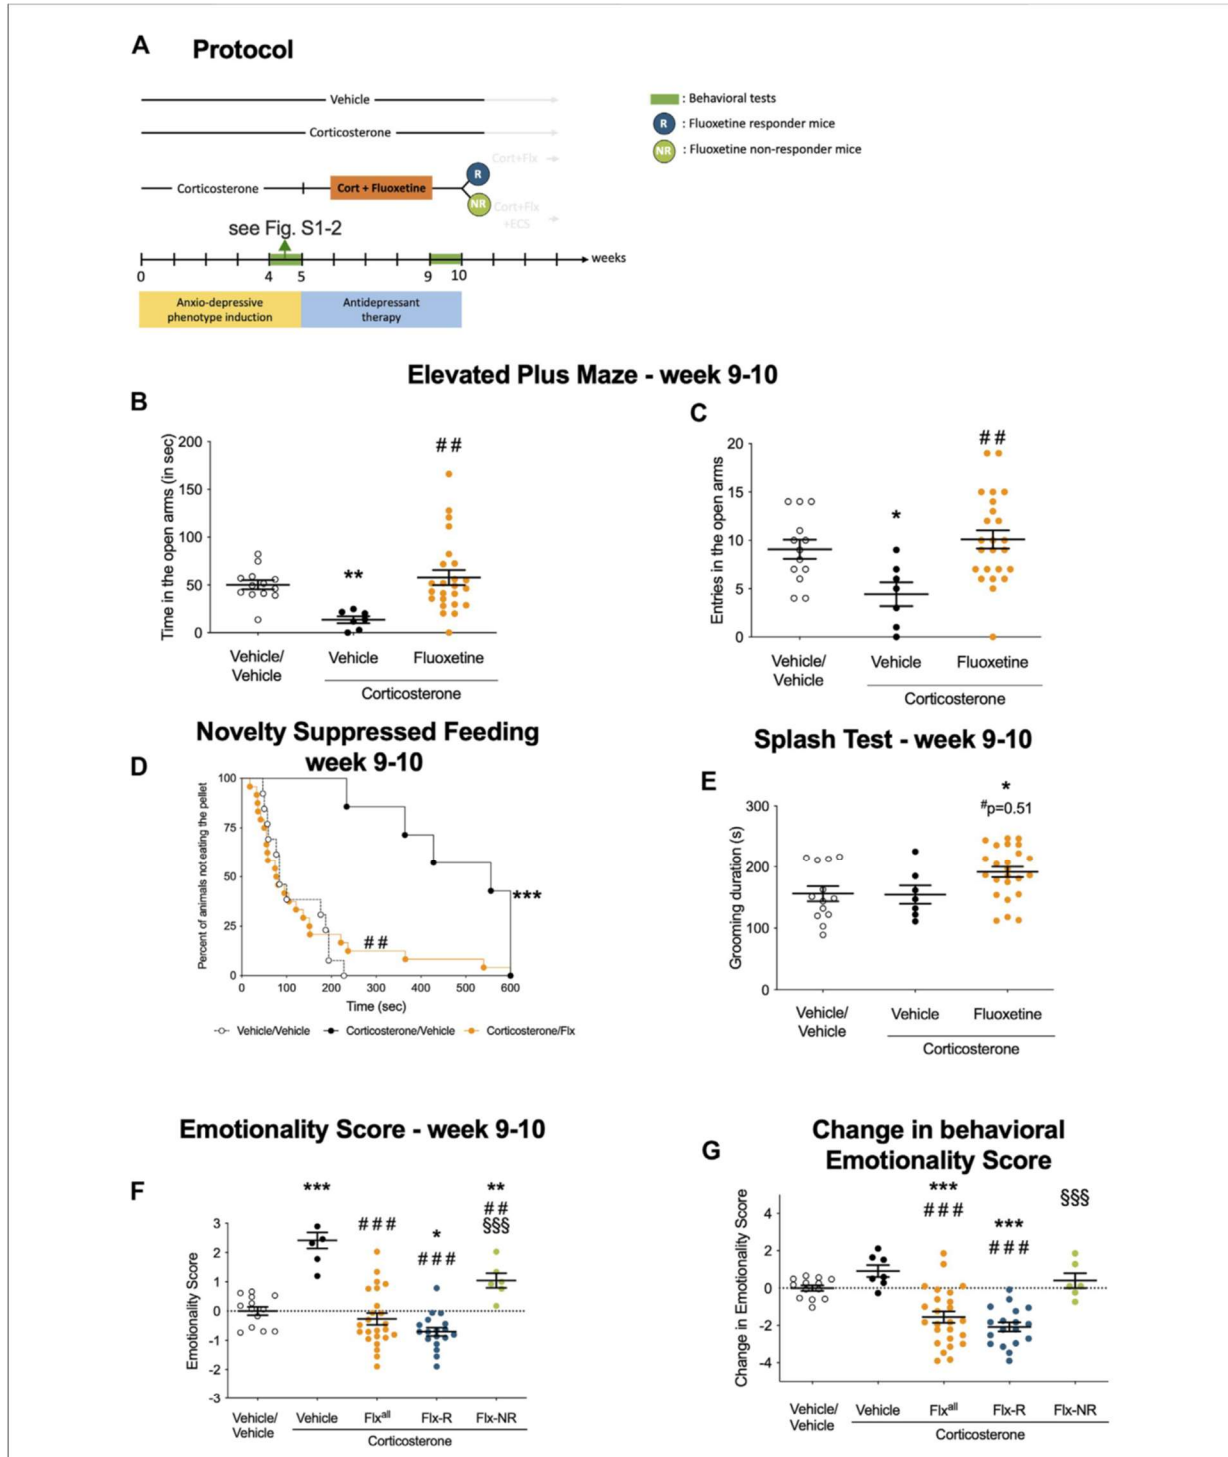 A Protocol
Vehicle
Corticosterone
Cort+Flx
Corticosterone
Cort + Fluoxetine
R
NR
Cort+Flx
+ECS
: Behavioral tests
R : Fluoxetine responder mice
NR : Fluoxetine non-responder mice
see Fig. S1-2
weeks
0 4 5 9 10
Anxio-depressive
phenotype induction
Antidepressant
therapy
Elevated Plus Maze - week 9-10
B
Time in the open arms (in sec)
200
150
100
50
0
**
##
Vehicle/
Vehicle
Vehicle
Fluoxetine
Corticosterone
C
Entries in the open arms
20
15
10
5
0
*
##
Vehicle/
Vehicle
Vehicle
Fluoxetine
Corticosterone
Novelty Suppressed Feeding
week 9-10
D
Percent of animals not eating the pellet
100
75
50
25
0
***
##
0 100 200 300 400 500 600
Time (sec)
Vehicle/Vehicle Corticosterone/Vehicle Corticosterone/Flx
Splash Test - week 9-10
E
Grooming duration (s)
300
200
100
0
*
#p=0.51
Vehicle/
Vehicle
Vehicle
Fluoxetine
Corticosterone
Emotionality Score - week 9-10
F
Emotionality Score
3
2
1
0
-1
-2
-3
***
###
*
###
**
##
§§§
Vehicle/
Vehicle
Vehicle
Flxall
Flx-R
Flx-NR
Corticosterone
Change in behavioral
Emotionality Score
G
Change in Emotionality Score
4
2
0
-2
-4
***
###
***
###
§§§
Vehicle/
Vehicle
Vehicle
Flxall
Flx-R
Flx-NR
Corticosterone